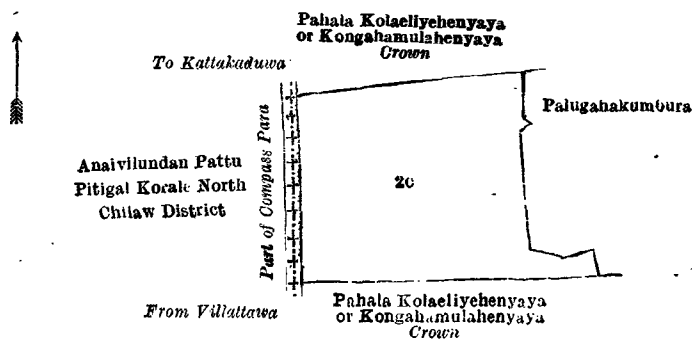 Pahala Kolaeliyehenyaya
or Kongahamulahenyaya
Crown
To Kattakaduwa
Palugahakumbura
Part of Compass Para
Anaivilundan Pattu
Pitigal Korale North
Chilaw District
20
From Villattawa
Pahala Kolaeliyehenyaya
or Kongahamulahenyaya
Crown